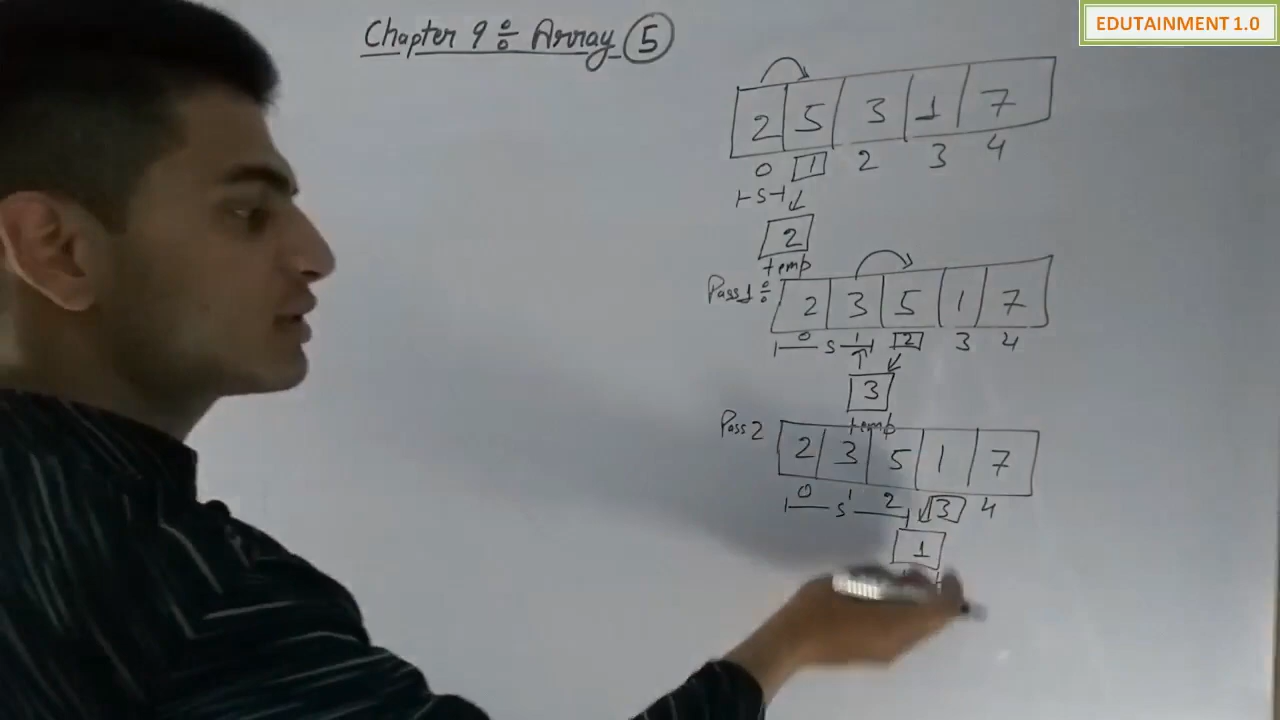 Chapter 9 : Array 5
EDUTAINMENT 1.0
2 5 3 1 7
0 1 2 3 4
S
2
temp
Pass 1 : 2 3 5 1 7
0 S 1 2 3 4
3
temp
Pass 2 2 3 5 1 7
0 S 1 2 3 4
1